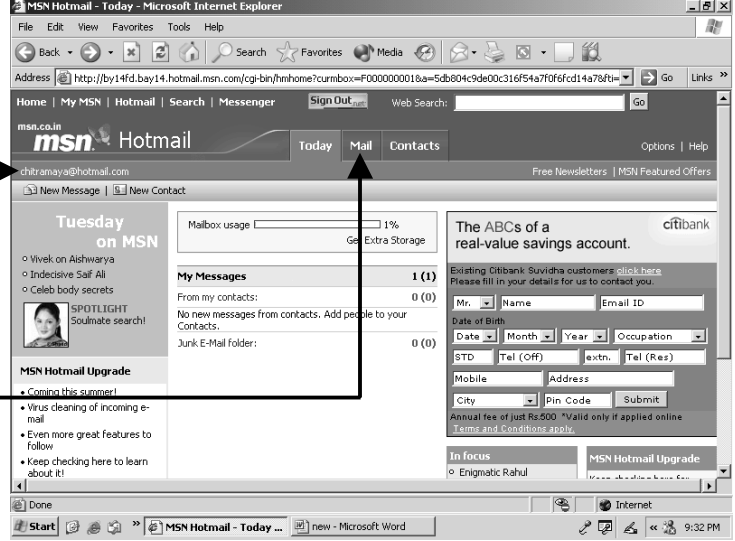 MSN Hotmail - Today - Microsoft Internet Explorer
File Edit View Favorites Tools Help
Back Search Favorites Media
Address http://by14fd.bay14.hotmail.msn.com/cgi-bin/hmhome?curmbox=F000000001&a=5db804c9de00c316f54a7f0f6fcd14a78&fti= Go Links »
Home | My MSN | Hotmail | Search | Messenger Sign Out.net Web Search: Go
msn.co.in
msn Hotmail Today Mail Contacts Options | Help
chitramaya@hotmail.com Free Newsletters | MSN Featured Offers
New Message | New Contact
Tuesday
on MSN
Vivek on Aishwarya
Indecisive Saif Ali
Celeb body secrets
SPOTLIGHT
Soulmate search!
MSN Hotmail Upgrade
• Coming this summer!
• Virus cleaning of incoming e-
mail
• Even more great features to
follow
• Keep checking here to learn
about it!
Mailbox usage 1%
Get Extra Storage
My Messages 1 (1)
From my contacts: 0 (0)
No new messages from contacts. Add people to your
Contacts.
Junk E-Mail folder: 0 (0)
The ABCs of a
real-value savings account.
citibank
Existing Citibank Suvidha customers click here
Please fill in your details for us to contact you.
Mr. Name Email ID
Date of Birth
Date Month Year Occupation
STD Tel (Off) extn. Tel (Res)
Mobile Address
City Pin Code Submit
Annual fee of just Rs.500 *Valid only if applied online
Terms and Conditions apply.
In focus
Enigmatic Rahul
MSN Hotmail Upgrade
Done Internet
Start » MSN Hotmail - Today ... new - Microsoft Word « 9:32 PM